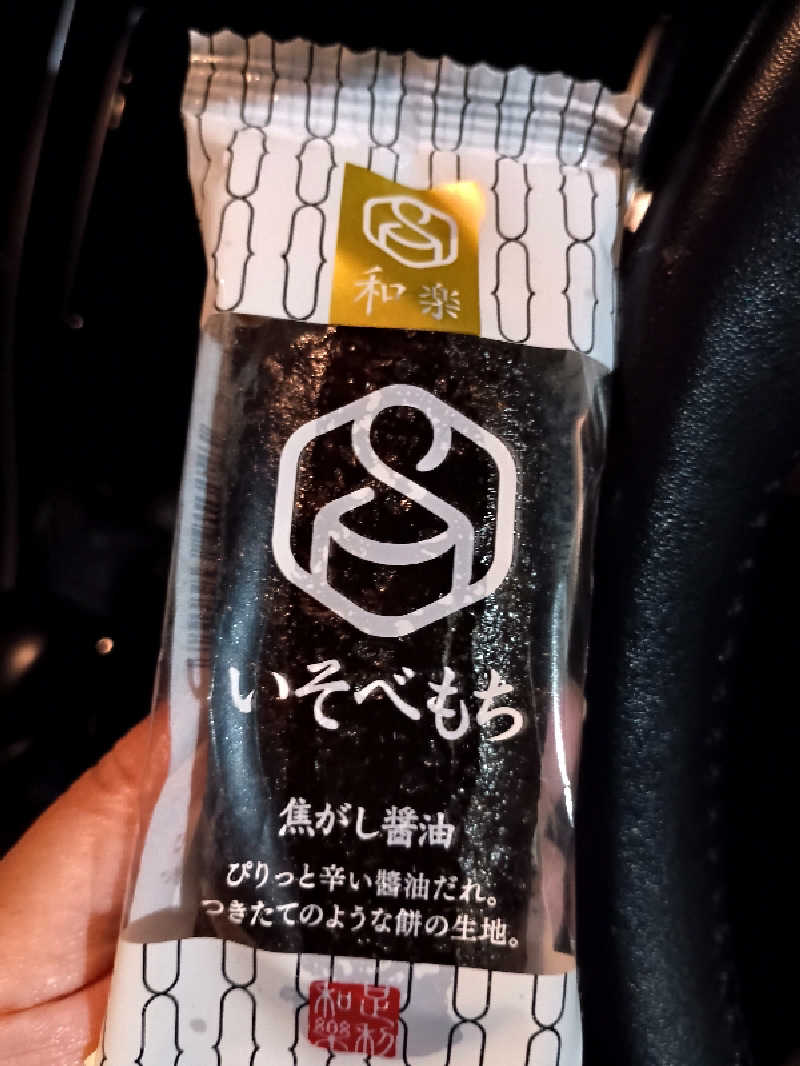 和楽
いそべもち
焦がし醤油
ぴりっと辛い醬油だれ。
つきたてのような餅の生地。